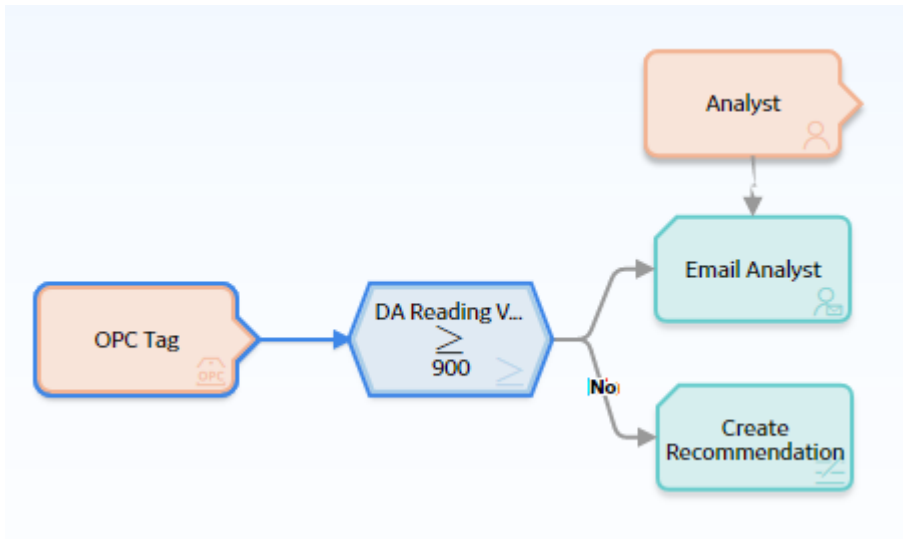 Analyst
Email Analyst
OPC Tag
OPC
DA Reading V...
≥
900
No
Create
Recommendation